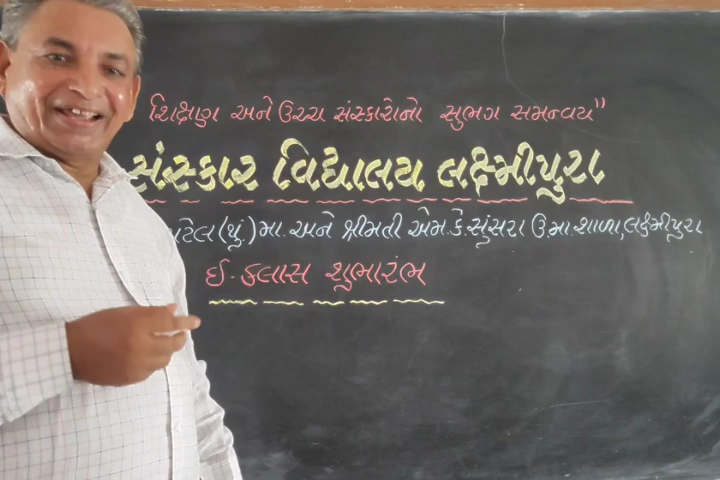 શિક્ષણ અને ઉચ્ચ સંસ્કારોનો સુભગ સમન્વય"
સંસ્કાર વિદ્યાલય લક્ષ્મીપુરા
પટેલ (થું.) મા. અને શ્રીમતી એમ.કે.સુંસરા ઉ.મા.શાળા,લક્ષ્મીપુરા
ઈ-ક્લાસ શુભારંભ